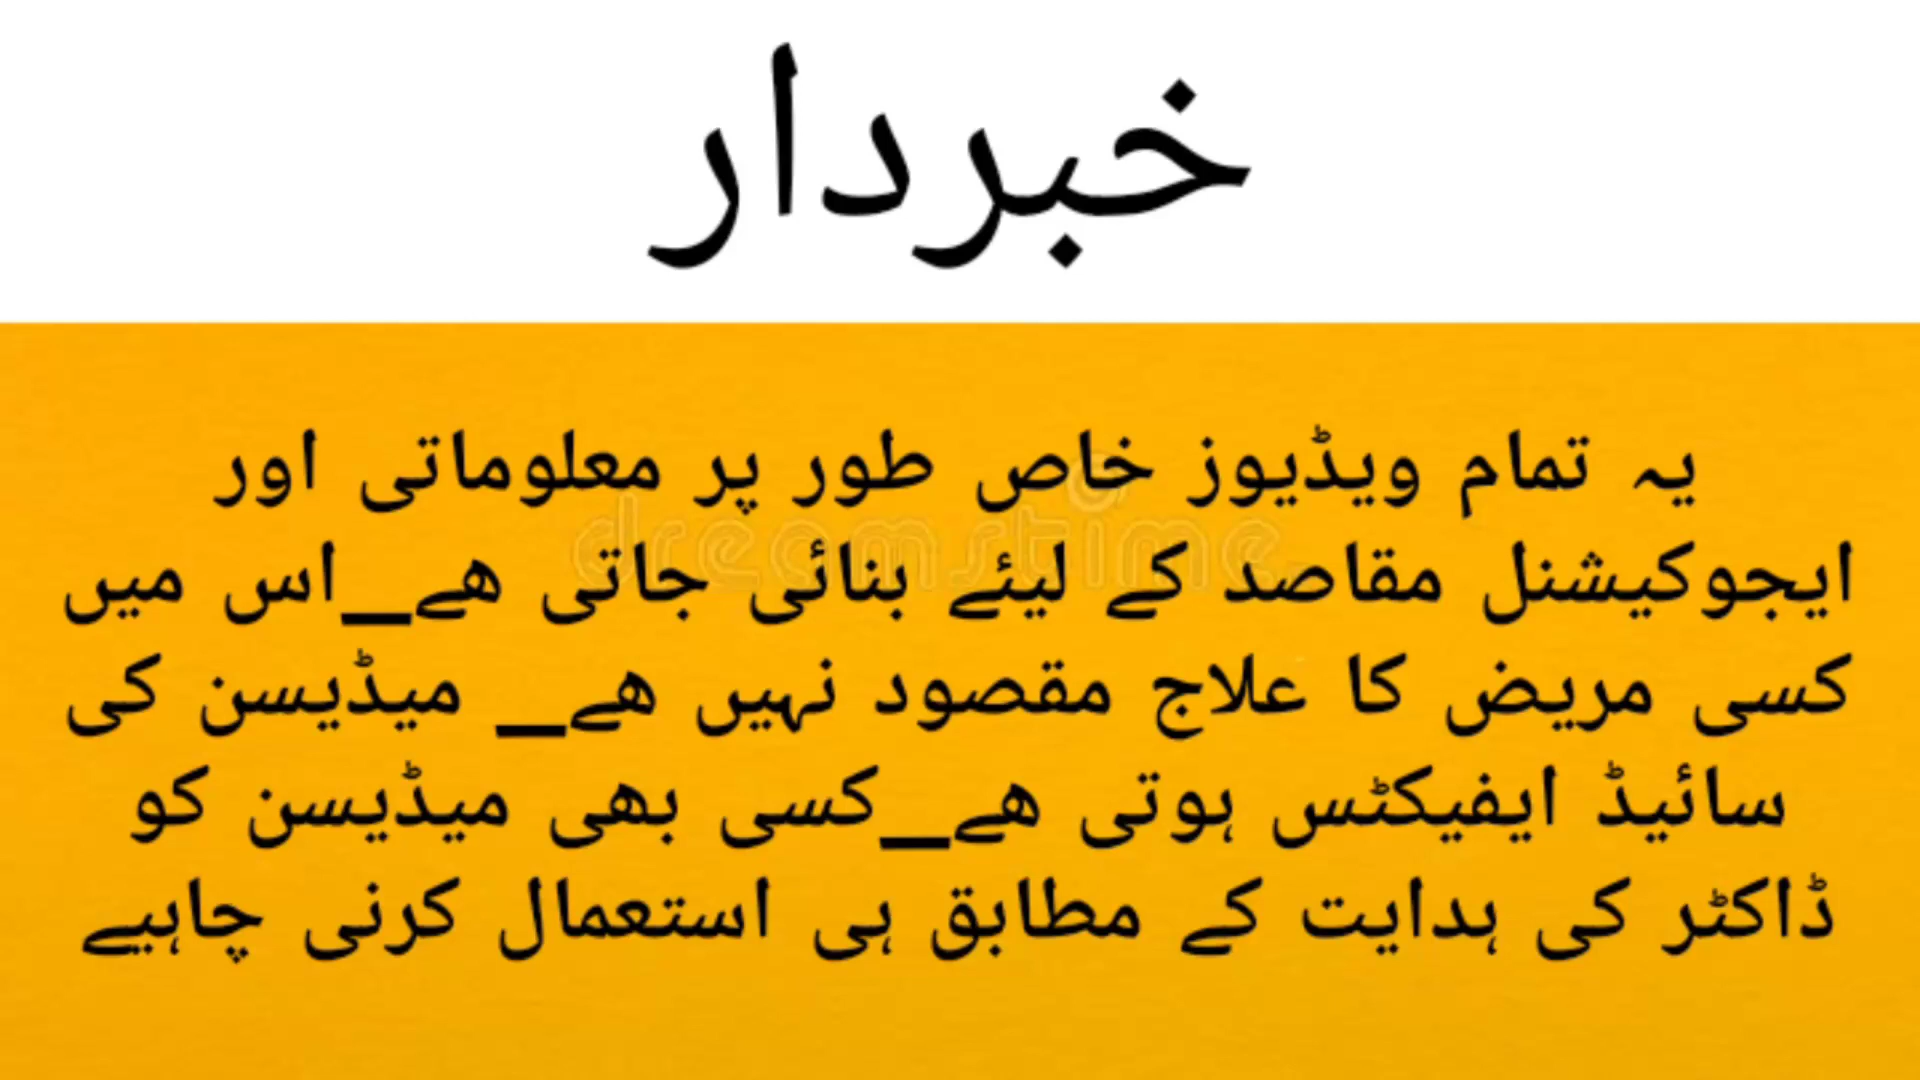 خبردار
یہ تمام ویڈیوز خاص طور پر معلوماتی اور
ایجوکیشنل مقاصد کے لیئے بنائی جاتی ھے_اس میں
کسی مریض کا علاج مقصود نہیں ھے_ میڈیسن کی
سائیڈ ایفیکٹس ہوتی ھے_کسی بھی میڈیسن کو
ڈاکٹر کی ہدایت کے مطابق ہی استعمال کرنی چاہیے
dreamstime